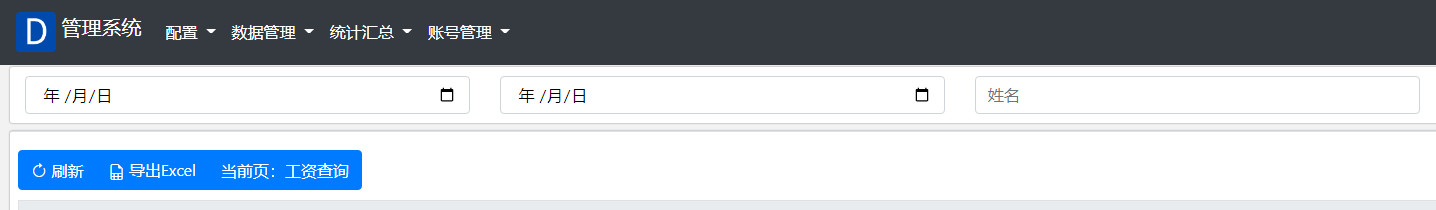 D 管理系统 配置 数据管理 统计汇总 账号管理
年 /月/日 年 /月/日 姓名
刷新 导出Excel 当前页：工资查询